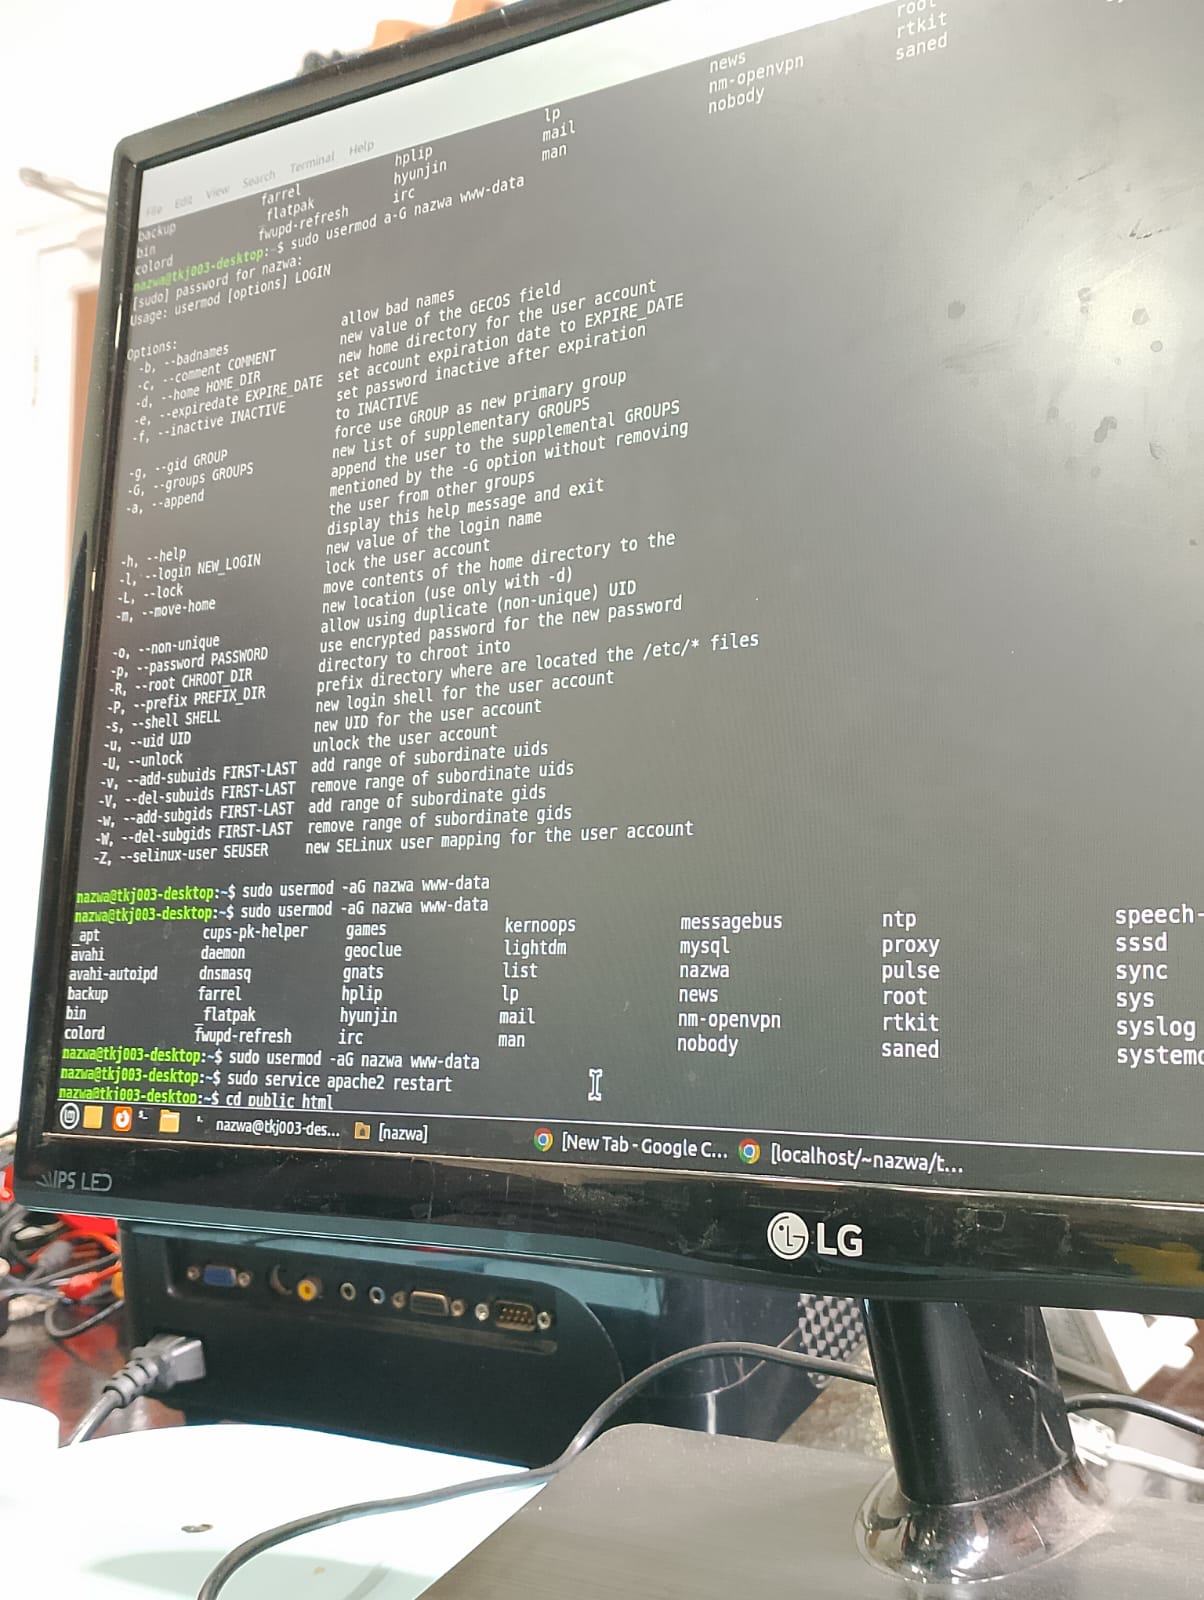 root
rtkit
saned
news
nm-openvpn
nobody
lp
mail
man
File Edit View Search Terminal Help
hplip
hyunjin
irc
farrel
_flatpak
fwupd-refresh
backup
bin
colord
nazwa@tkj003-desktop:~$ sudo usermod a-G nazwa www-data
[sudo] password for nazwa:
Usage: usermod [options] LOGIN
Options:
-b, --badnames allow bad names
-c, --comment COMMENT new value of the GECOS field
-d, --home HOME_DIR new home directory for the user account
-e, --expiredate EXPIRE_DATE set account expiration date to EXPIRE_DATE
-f, --inactive INACTIVE set password inactive after expiration
to INACTIVE
-g, --gid GROUP force use GROUP as new primary group
-G, --groups GROUPS new list of supplementary GROUPS
-a, --append append the user to the supplemental GROUPS
mentioned by the -G option without removing
the user from other groups
-h, --help display this help message and exit
-l, --login NEW_LOGIN new value of the login name
-L, --lock lock the user account
-m, --move-home move contents of the home directory to the
new location (use only with -d)
-o, --non-unique allow using duplicate (non-unique) UID
-p, --password PASSWORD use encrypted password for the new password
-R, --root CHROOT_DIR directory to chroot into
-P, --prefix PREFIX_DIR prefix directory where are located the /etc/* files
-s, --shell SHELL new login shell for the user account
-u, --uid UID new UID for the user account
-U, --unlock unlock the user account
-v, --add-subuids FIRST-LAST add range of subordinate uids
-V, --del-subuids FIRST-LAST remove range of subordinate uids
-w, --add-subgids FIRST-LAST add range of subordinate gids
-W, --del-subgids FIRST-LAST remove range of subordinate gids
-Z, --selinux-user SEUSER new SELinux user mapping for the user account
nazwa@tkj003-desktop:~$ sudo usermod -aG nazwa www-data
nazwa@tkj003-desktop:~$ sudo usermod -aG nazwa www-data
_apt cups-pk-helper games kernoops messagebus ntp speech-
avahi daemon geoclue lightdm mysql proxy sssd
avahi-autoipd dnsmasq gnats list nazwa pulse sync
backup farrel hplip lp news root sys
bin _flatpak hyunjin mail nm-openvpn rtkit syslog
colord fwupd-refresh irc man nobody saned systemd
nazwa@tkj003-desktop:~$ sudo usermod -aG nazwa www-data
nazwa@tkj003-desktop:~$ sudo service apache2 restart
nazwa@tkj003-desktop:~$ cd public_html
nazwa@tkj003-des... [nazwa] [New Tab - Google C... [localhost/~nazwa/t...
IPS LED
LG